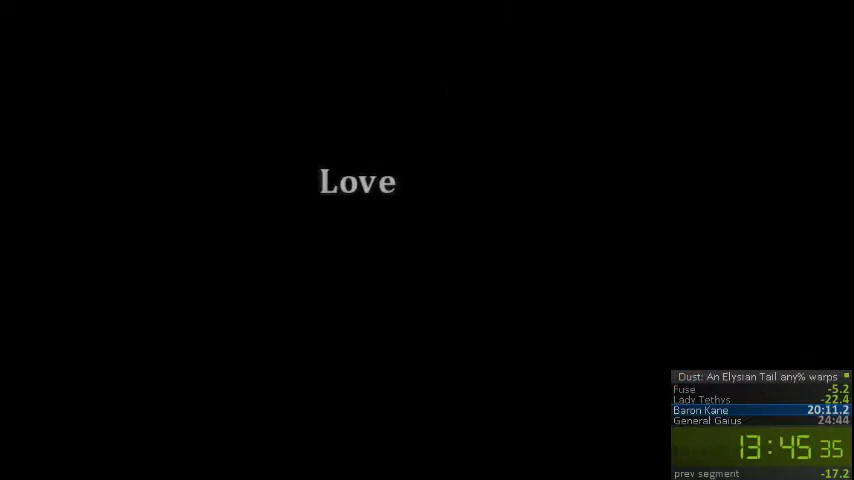 Love
Dust: An Elysian Tail any% warps
Fuse -5.2
Lady Tethys -22.4
Baron Kane 20:11.2
General Gaius 24:44
13:45 35
prev segment -17.2